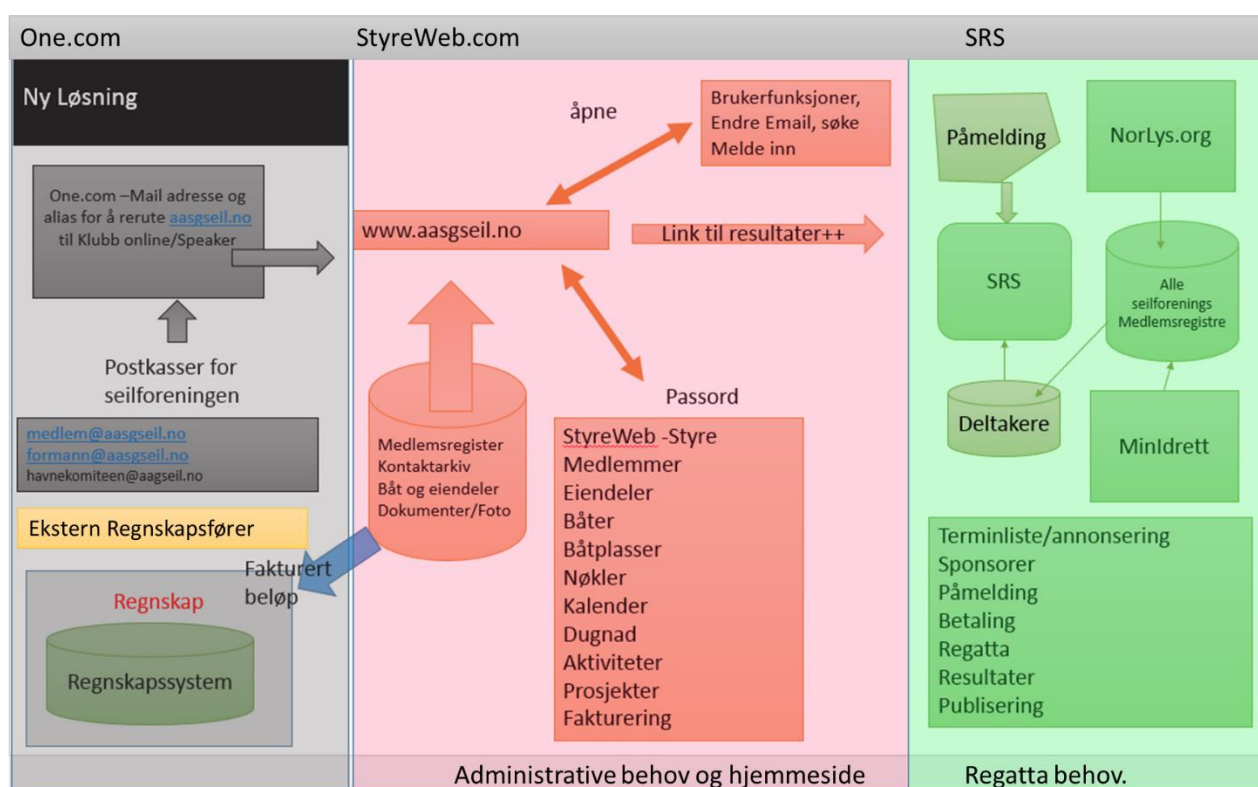 One.com
StyreWeb.com
SRS
Ny Løsning
One.com –Mail adresse og
alias for å rerute aasgseil.no
til Klubb online/Speaker
Postkasser for
seilforeningen
medlem@aasgseil.no
formann@aasgseil.no
havnekomiteen@aagseil.no
Ekstern Regnskapsfører
Fakturert
beløp
Regnskap
Regnskapssystem
åpne
Brukerfunksjoner,
Endre Email, søke
Melde inn
www.aasgseil.no
Link til resultater++
Medlemsregister
Kontaktarkiv
Båt og eiendeler
Dokumenter/Foto
Passord
StyreWeb -Styre
Medlemmer
Eiendeler
Båter
Båtplasser
Nøkler
Kalender
Dugnad
Aktiviteter
Prosjekter
Fakturering
Påmelding
NorLys.org
SRS
Alle
seilforenings
Medlemsregistre
Deltakere
MinIdrett
Terminliste/annonsering
Sponsorer
Påmelding
Betaling
Regatta
Resultater
Publisering
Administrative behov og hjemmeside
Regatta behov.